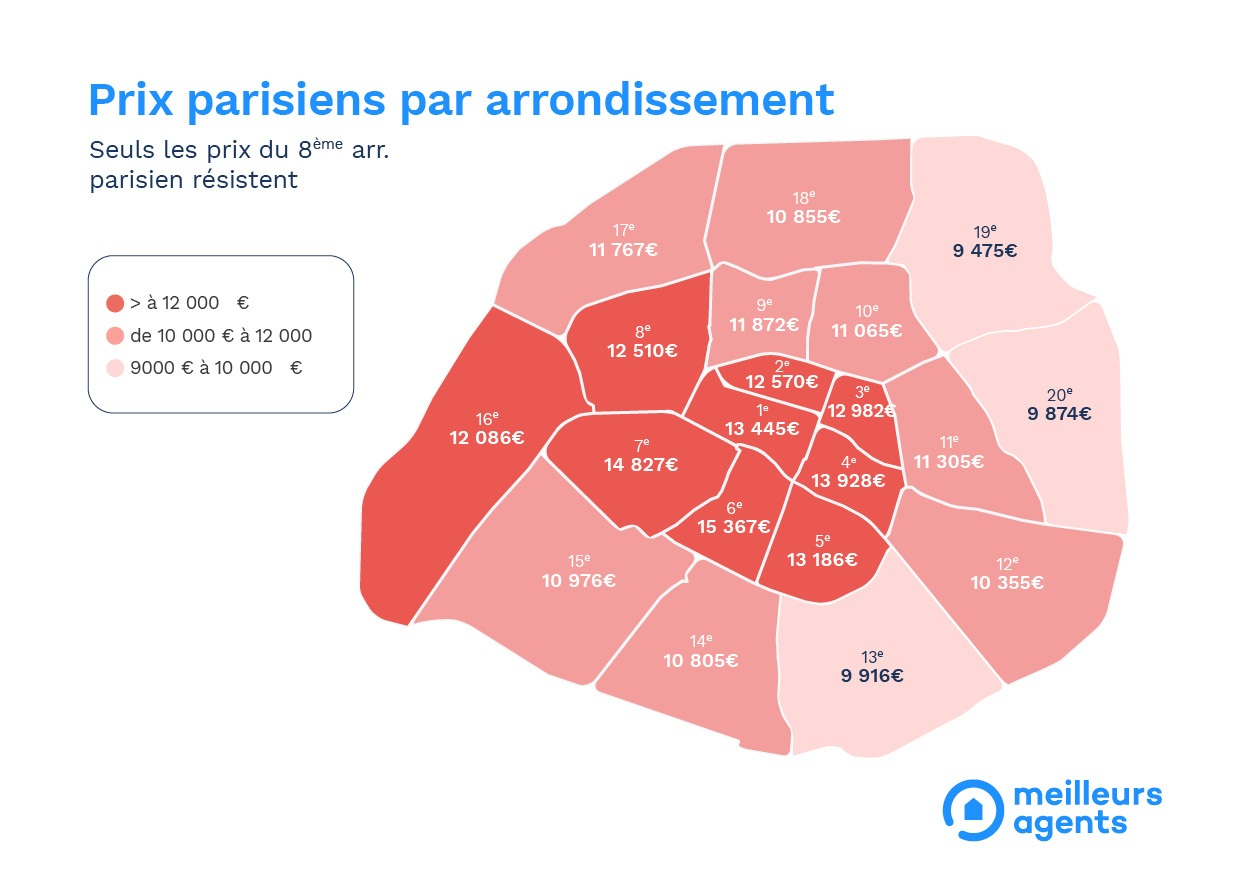 Prix parisiens par arrondissement
Seuls les prix du 8ème arr.
parisien résistent
> à 12 000 €
de 10 000 € à 12 000
9000 € à 10 000 €
18e
10 855€
17e
11 767€
19e
9 475€
9e
11 872€
10e
11 065€
8e
12 510€
2e
12 570€
3e
12 982€
20e
9 874€
1e
13 445€
16e
12 086€
7e
14 827€
11e
11 305€
4e
13 928€
6e
15 367€
5e
13 186€
15e
10 976€
12e
10 355€
14e
10 805€
13e
9 916€
meilleurs
agents